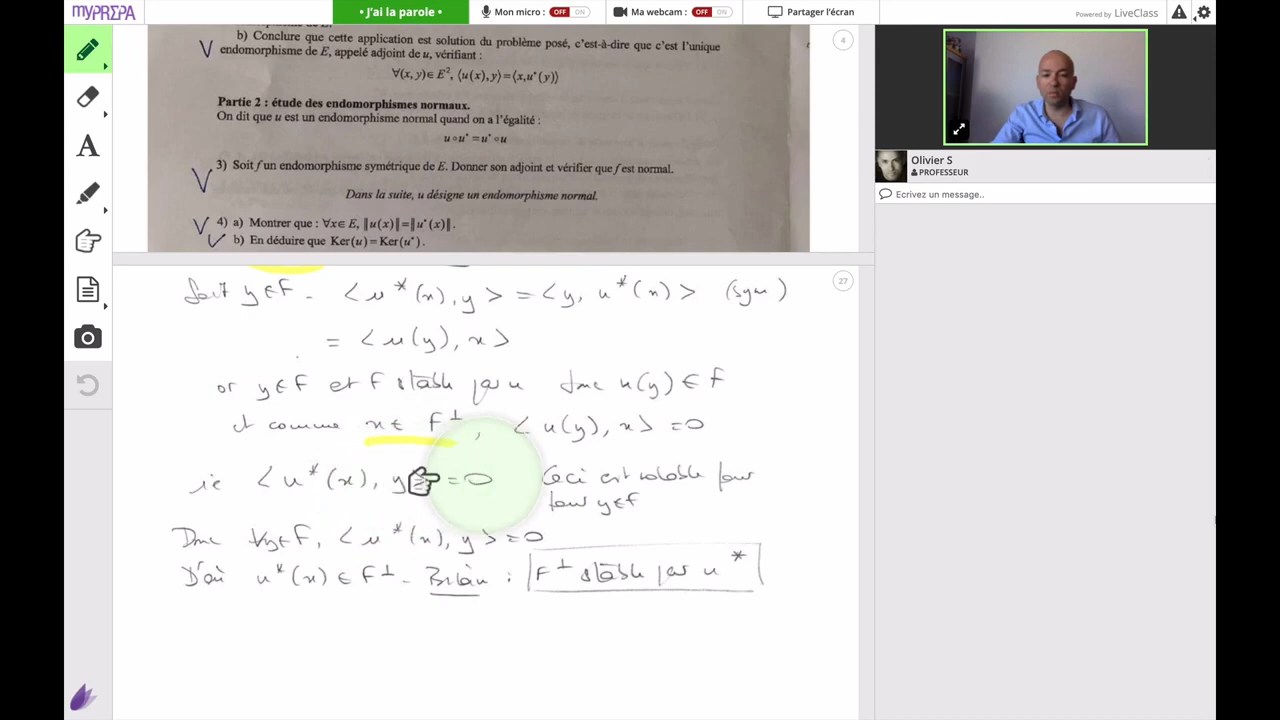 MYPREPA
J'ai la parole
Mon micro : OFF ON
Ma webcam : OFF ON
Partager l'écran
Powered by LiveClass
b) Conclure que cette application est solution du problème posé, c'est-à-dire que c'est l'unique
endomorphisme de E, appelé adjoint de u, vérifiant :
∀(x, y)∈ E², ⟨u(x), y⟩=⟨x, u*(y)⟩
Partie 2 : étude des endomorphismes normaux.
On dit que u est un endomorphisme normal quand on a l'égalité :
u∘u* = u*∘u
3) Soit f un endomorphisme symétrique de E. Donner son adjoint et vérifier que f est normal.
Dans la suite, u désigne un endomorphisme normal.
4) a) Montrer que : ∀x∈ E, ‖u(x)‖=‖u*(x)‖.
b) En déduire que Ker(u)=Ker(u*).
4
27
Soit y∈F - < u*(x), y > = < y, u*(x) > (sym)
= < u(y), x >
or y∈F et F stable par u donc u(y) ∈ F
et comme x∈ F⊥, < u(y), x > = 0
ie < u*(x), y = 0 Ceci est valable pour
tout y∈F
Donc ∀y∈F, < u*(x), y > = 0
D'où u*(x) ∈ F⊥ - Bilan : F⊥ stable par u*
Olivier S
PROFESSEUR
Ecrivez un message..
A